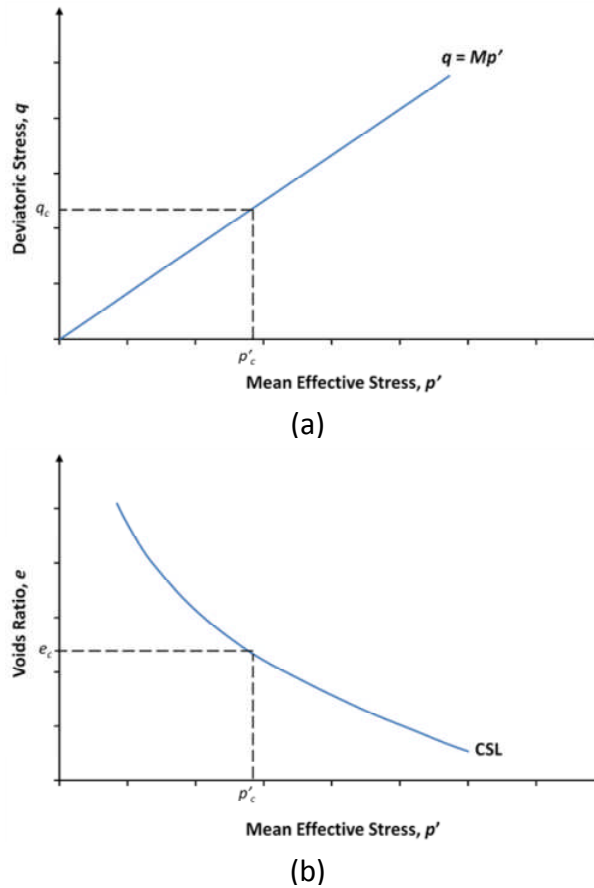 q = Mp'
Deviatoric Stress, q
q_c
p'_c
Mean Effective Stress, p'
(a)
Voids Ratio, e
e_c
CSL
p'_c
Mean Effective Stress, p'
(b)